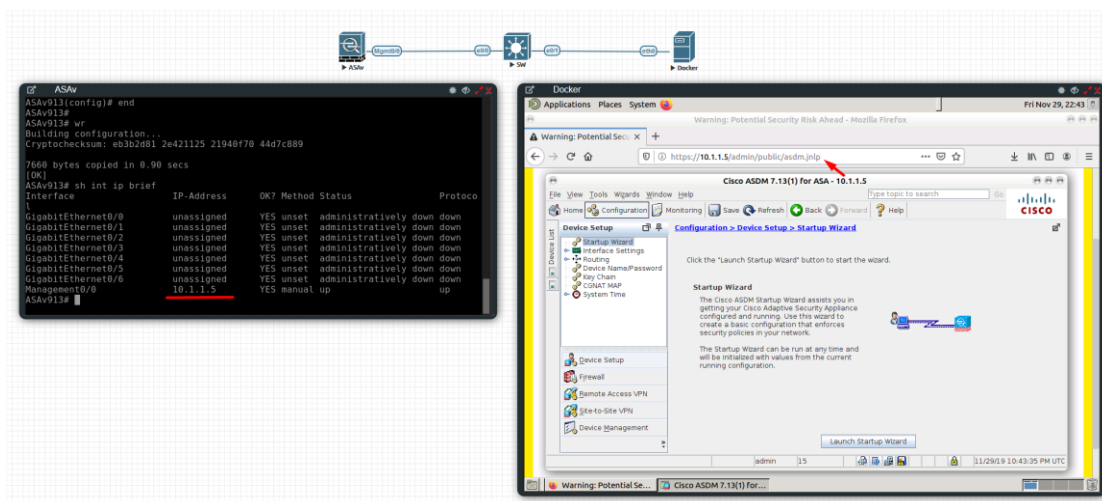 Mgmt0/0
e0/0
e0/1
eth0
ASAv
SW
Docker
ASAv
ASAv913(config)# end
ASAv913#
ASAv913# wr
Building configuration...
Cryptochecksum: eb3b2d81 2e421125 21940f70 44d7c889
7660 bytes copied in 0.90 secs
[OK]
ASAv913# sh int ip brief
Interface IP-Address OK? Method Status Protoco
l
GigabitEthernet0/0 unassigned YES unset administratively down down
GigabitEthernet0/1 unassigned YES unset administratively down down
GigabitEthernet0/2 unassigned YES unset administratively down down
GigabitEthernet0/3 unassigned YES unset administratively down down
GigabitEthernet0/4 unassigned YES unset administratively down down
GigabitEthernet0/5 unassigned YES unset administratively down down
GigabitEthernet0/6 unassigned YES unset administratively down down
Management0/0 10.1.1.5 YES manual up up
ASAv913#
Docker
Applications Places System Fri Nov 29, 22:43
Warning: Potential Security Risk Ahead - Mozilla Firefox
Warning: Potential Secu
https://10.1.1.5/admin/public/asdm.jnlp
Cisco ASDM 7.13(1) for ASA - 10.1.1.5
File View Tools Wizards Window Help Type topic to search Go
Home Configuration Monitoring Save Refresh Back Forward Help
CISCO
Device List
Device Setup
Configuration > Device Setup > Startup Wizard
Startup Wizard
Interface Settings
Routing
Device Name/Password
Key Chain
CGNAT MAP
System Time
Click the "Launch Startup Wizard" button to start the wizard.
Startup Wizard
The Cisco ASDM Startup Wizard assists you in
getting your Cisco Adaptive Security Appliance
configured and running. Use this wizard to
create a basic configuration that enforces
security policies in your network.
The Startup Wizard can be run at any time and
will be initialized with values from the current
running configuration.
Device Setup
Firewall
Remote Access VPN
Site-to-Site VPN
Device Management
Launch Startup Wizard
admin 15 11/29/19 10:43:35 PM UTC
Warning: Potential Se...
Cisco ASDM 7.13(1) for...